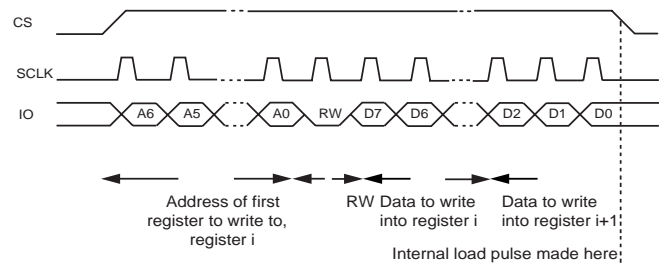 CS
SCLK
IO
A6 A5 A0 RW D7 D6 D2 D1 D0
Address of first
register to write to,
register i
RW Data to write
into register i
Data to write
into register i+1
Internal load pulse made here